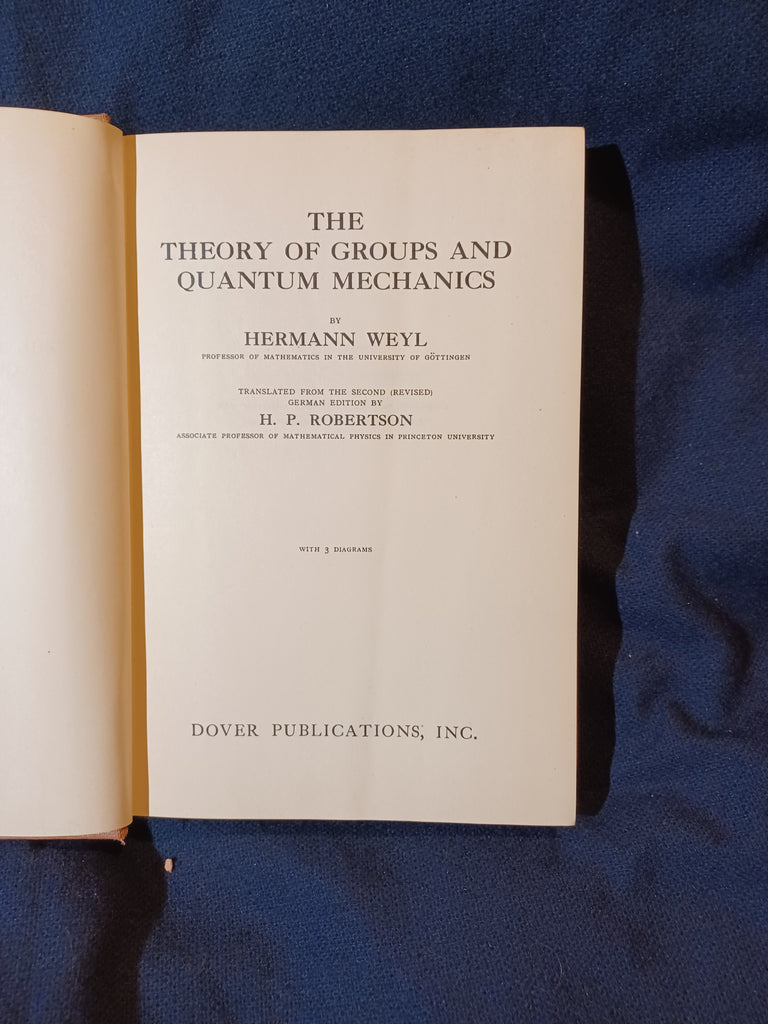 THE
THEORY OF GROUPS AND
QUANTUM MECHANICS
BY
HERMANN WEYL
PROFESSOR OF MATHEMATICS IN THE UNIVERSITY OF GÖTTINGEN
TRANSLATED FROM THE SECOND (REVISED)
GERMAN EDITION BY
H. P. ROBERTSON
ASSOCIATE PROFESSOR OF MATHEMATICAL PHYSICS IN PRINCETON UNIVERSITY
WITH 3 DIAGRAMS
DOVER PUBLICATIONS, INC.